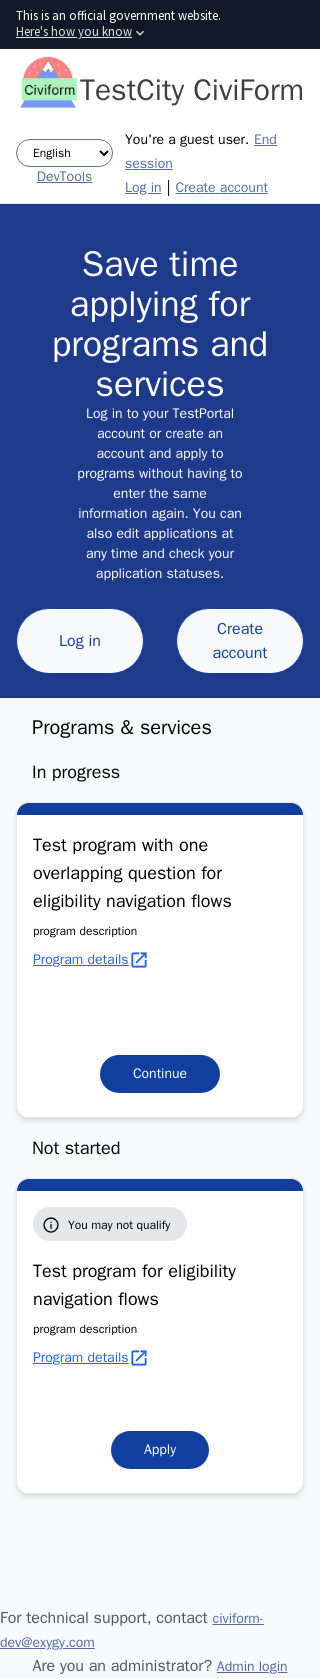 This is an official government website.
Here's how you know
Civiform
TestCity CiviForm
English
DevTools
You're a guest user. End
session
Log in | Create account
Save time
applying for
programs and
services
Log in to your TestPortal
account or create an
account and apply to
programs without having to
enter the same
information again. You can
also edit applications at
any time and check your
application statuses.
Log in
Create
account
Programs & services
In progress
Test program with one
overlapping question for
eligibility navigation flows
program description
Program details
Continue
Not started
You may not qualify
Test program for eligibility
navigation flows
program description
Program details
Apply
For technical support, contact civiform-
dev@exygy.com
Are you an administrator? Admin login